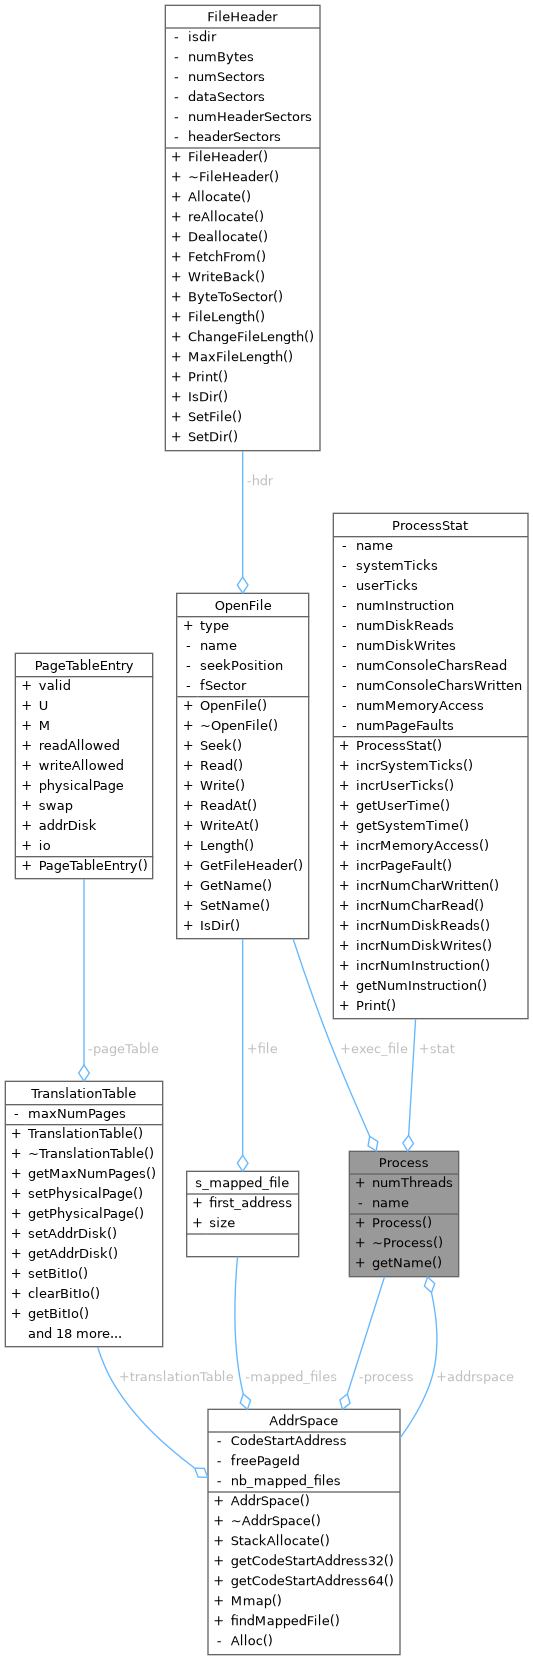 FileHeader
- isdir
- numBytes
- numSectors
- dataSectors
- numHeaderSectors
- headerSectors
+ FileHeader()
+ ~FileHeader()
+ Allocate()
+ reAllocate()
+ Deallocate()
+ FetchFrom()
+ WriteBack()
+ ByteToSector()
+ FileLength()
+ ChangeFileLength()
+ MaxFileLength()
+ Print()
+ IsDir()
+ SetFile()
+ SetDir()
-hdr
ProcessStat
- name
- systemTicks
- userTicks
- numInstruction
- numDiskReads
- numDiskWrites
- numConsoleCharsRead
- numConsoleCharsWritten
- numMemoryAccess
- numPageFaults
+ ProcessStat()
+ incrSystemTicks()
+ incrUserTicks()
+ getUserTime()
+ getSystemTime()
+ incrMemoryAccess()
+ incrPageFault()
+ incrNumCharWritten()
+ incrNumCharRead()
+ incrNumDiskReads()
+ incrNumDiskWrites()
+ incrNumInstruction()
+ getNumInstruction()
+ Print()
OpenFile
+ type
- name
- seekPosition
- fSector
+ OpenFile()
+ ~OpenFile()
+ Seek()
+ Read()
+ Write()
+ ReadAt()
+ WriteAt()
+ Length()
+ GetFileHeader()
+ GetName()
+ SetName()
+ IsDir()
PageTableEntry
+ valid
+ U
+ M
+ readAllowed
+ writeAllowed
+ physicalPage
+ swap
+ addrDisk
+ io
+ PageTableEntry()
-pageTable
+file
+exec_file
+stat
TranslationTable
- maxNumPages
+ TranslationTable()
+ ~TranslationTable()
+ getMaxNumPages()
+ setPhysicalPage()
+ getPhysicalPage()
+ setAddrDisk()
+ getAddrDisk()
+ setBitIo()
+ clearBitIo()
+ getBitIo()
and 18 more...
s_mapped_file
+ first_address
+ size
Process
+ numThreads
- name
+ Process()
+ ~Process()
+ getName()
+translationTable
-mapped_files
-process
+addrspace
AddrSpace
- CodeStartAddress
- freePageId
- nb_mapped_files
+ AddrSpace()
+ ~AddrSpace()
+ StackAllocate()
+ getCodeStartAddress32()
+ getCodeStartAddress64()
+ Mmap()
+ findMappedFile()
- Alloc()